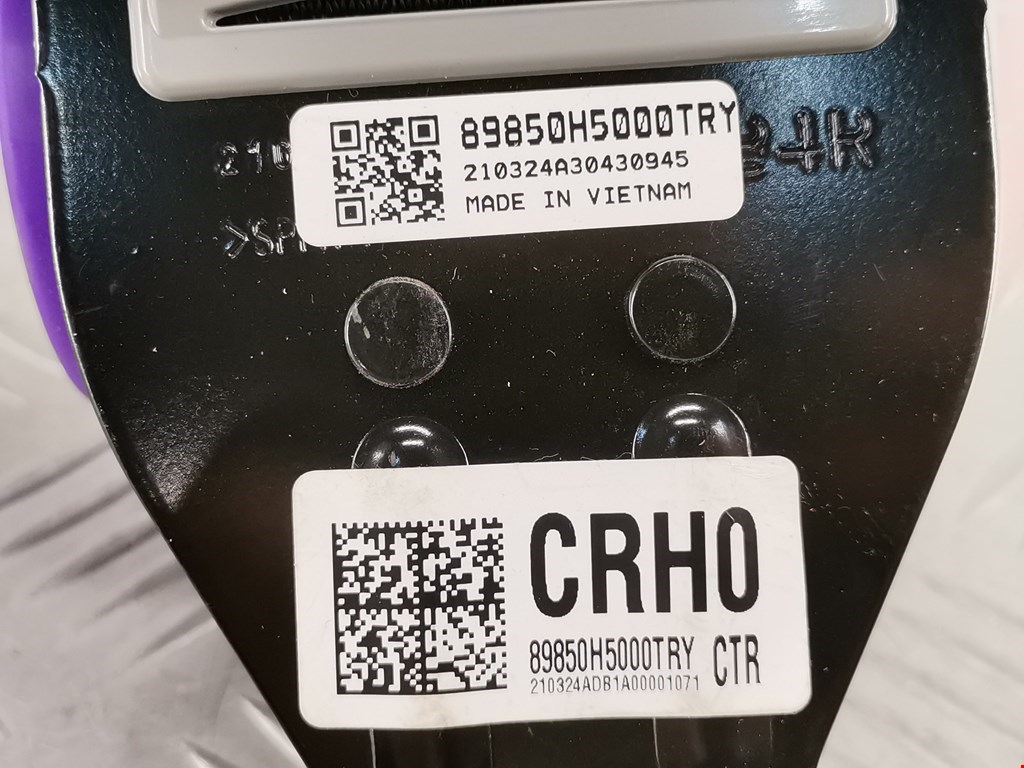 89850H5000TRY
210324A30430945
MADE IN VIETNAM
CRH0
89850H5000TRY CTR
210324ADB1A00001071